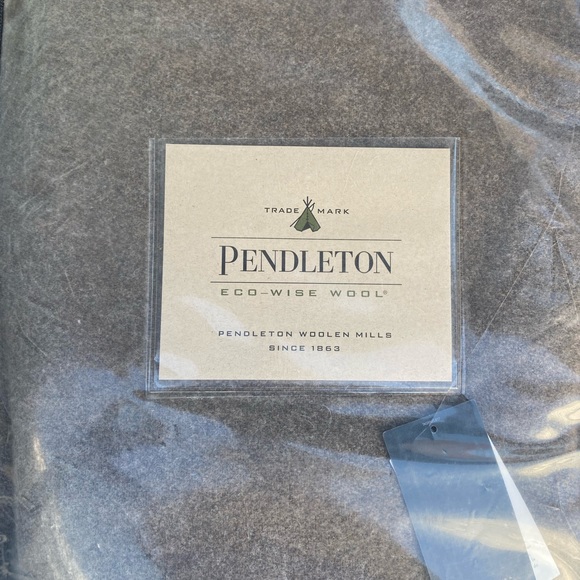 TRADE MARK
PENDLETON
ECO-WISE WOOL®
PENDLETON WOOLEN MILLS
SINCE 1863